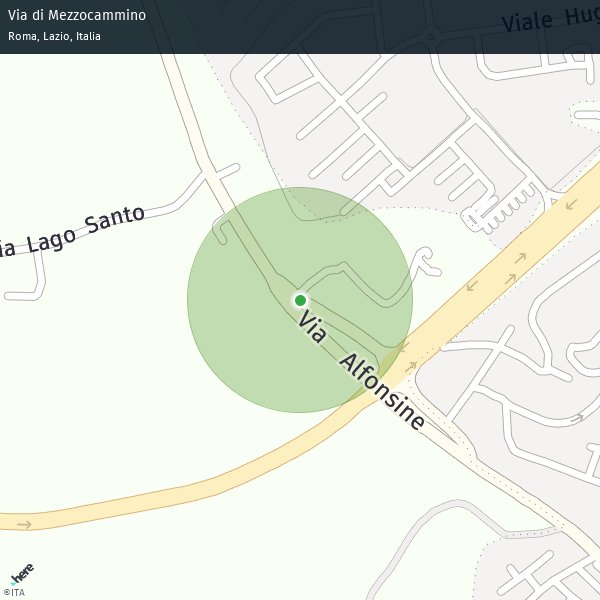 Via di Mezzocammino
Roma, Lazio, Italia
Viale Hug
ia Lago Santo
Via Alfonsine
here
©ITA